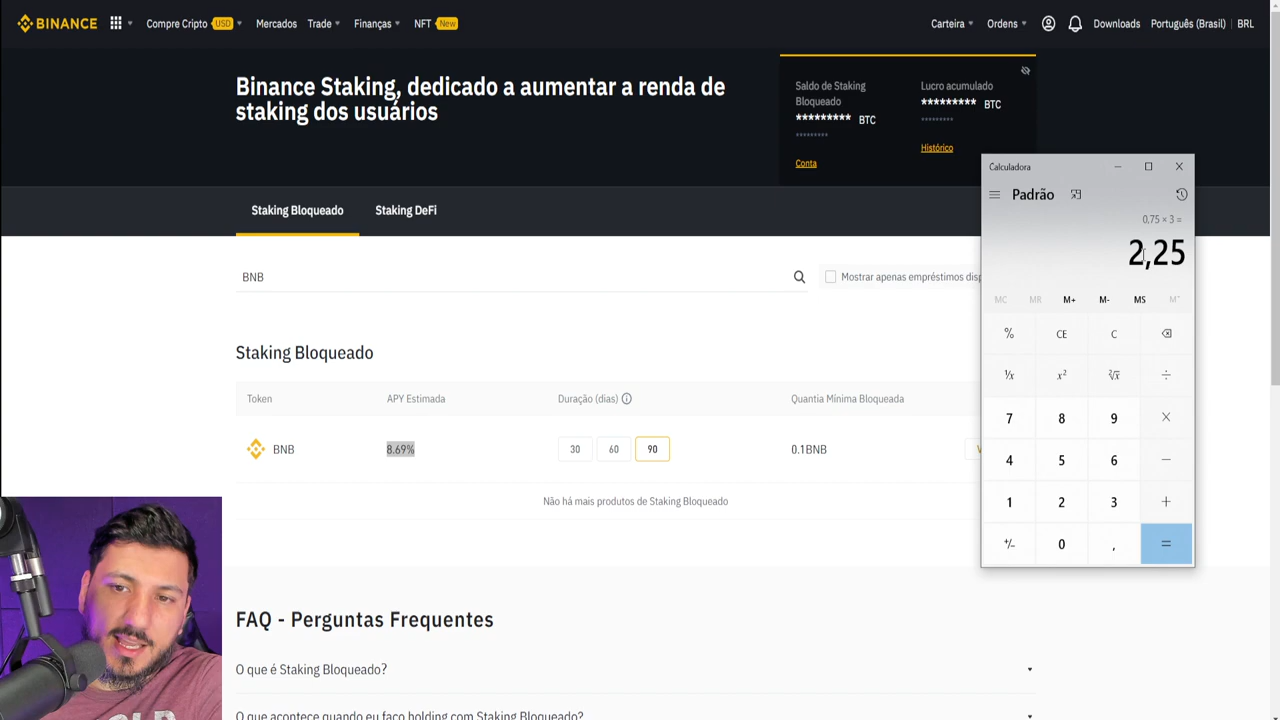 BINANCE
Compre Cripto USD
Mercados
Trade
Finanças
NFT New
Carteira
Ordens
Downloads
Português (Brasil) | BRL
Binance Staking, dedicado a aumentar a renda de
staking dos usuários
Saldo de Staking
Bloqueado
********* BTC
*********
Conta
Lucro acumulado
********* BTC
*********
Histórico
Staking Bloqueado
Staking DeFi
BNB
Mostrar apenas empréstimos disp
Staking Bloqueado
Token
APY Estimada
Duração (dias)
Quantia Mínima Bloqueada
BNB
8.69%
30
60
90
0.1BNB
V
Não há mais produtos de Staking Bloqueado
FAQ - Perguntas Frequentes
O que é Staking Bloqueado?
O que acontece quando eu faço holding com Staking Bloqueado?
Calculadora
Padrão
0,75 × 3 =
2,25
MC MR M+ M- MS M˅
% CE C
¹/x x² ²√x ÷
7 8 9 ×
4 5 6 −
1 2 3 +
+/− 0 , =